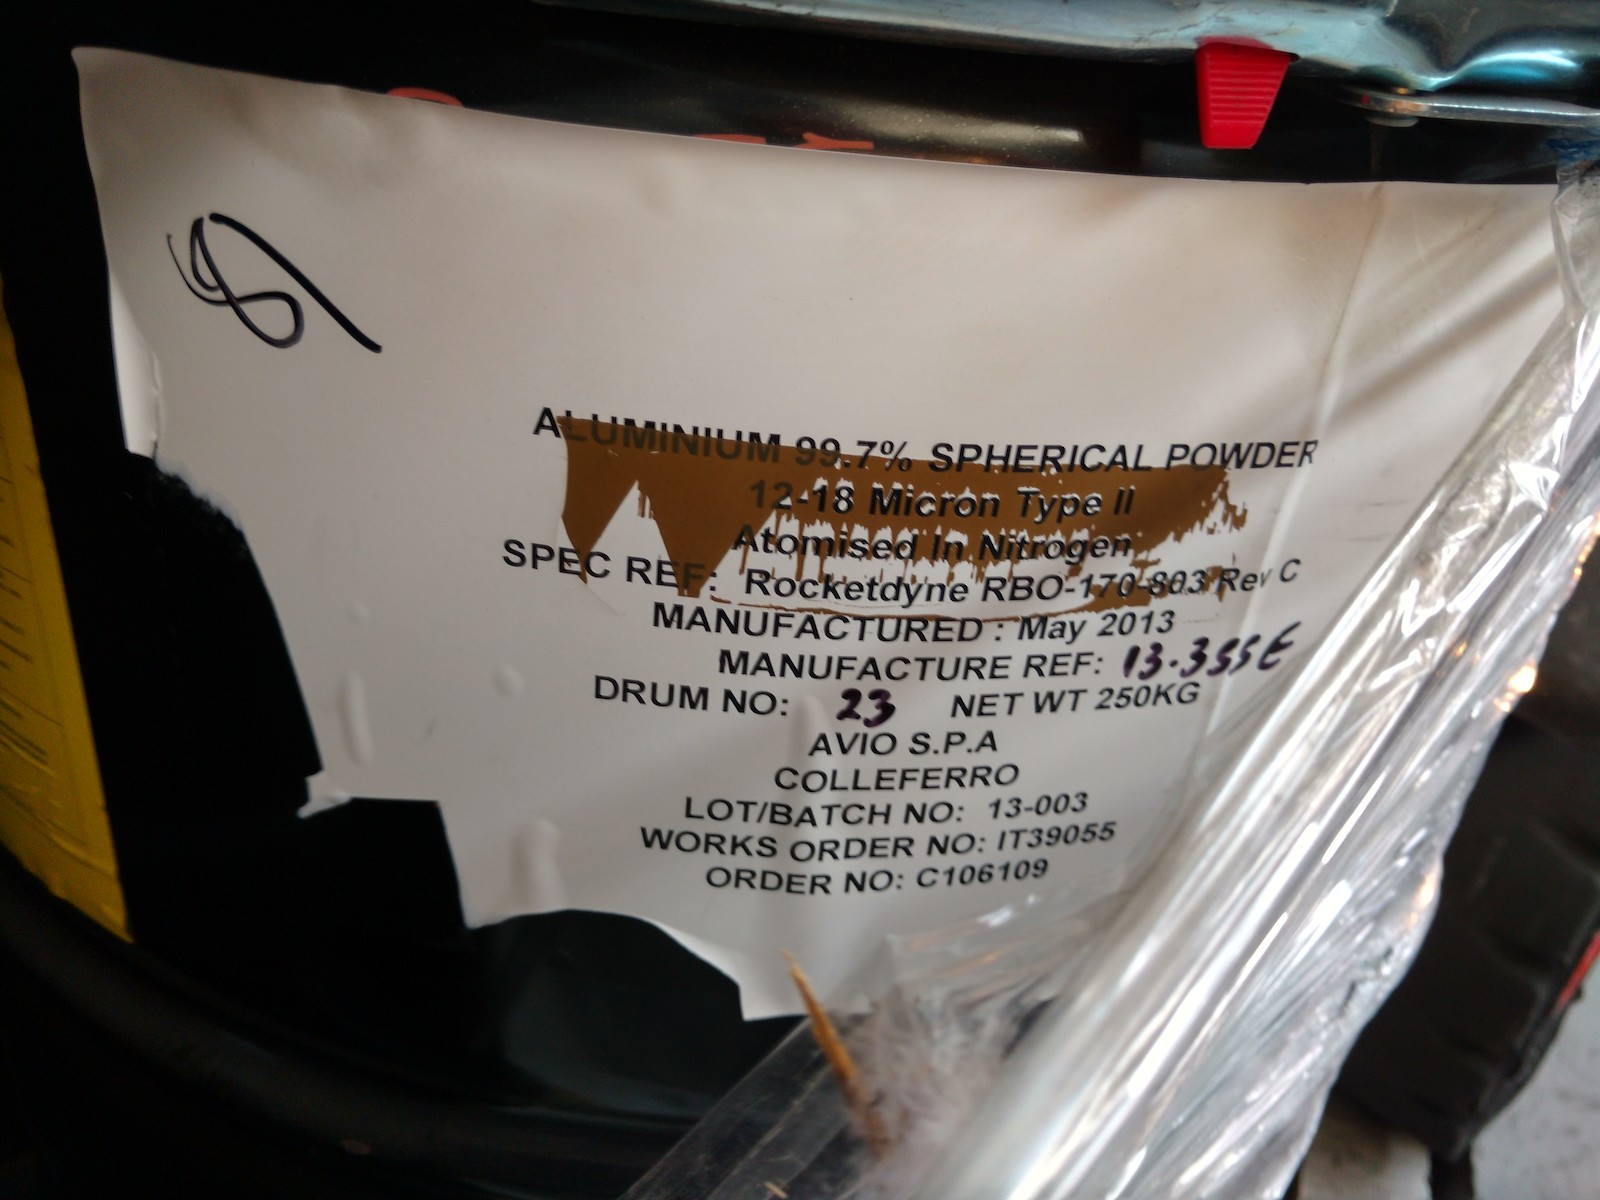 ALUMINIUM 99.7% SPHERICAL POWDER
12-18 Micron Type II
Atomised In Nitrogen
SPEC REF: Rocketdyne RBO-170-803 Rev C
MANUFACTURED : May 2013
MANUFACTURE REF: 13.355E
DRUM NO: 23 NET WT 250KG
AVIO S.P.A
COLLEFERRO
LOT/BATCH NO: 13-003
WORKS ORDER NO: IT39055
ORDER NO: C106109